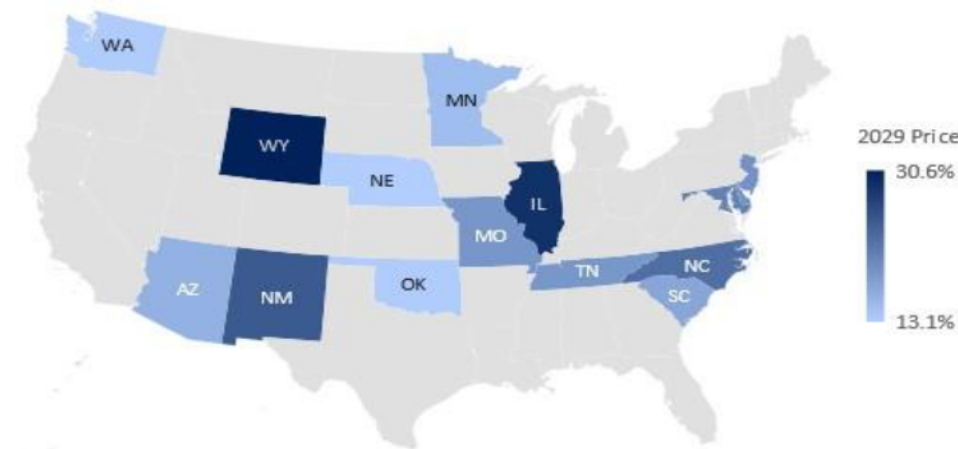 WA
MN
2029 Price
WY
30.6%
NE
IL
MO
TN
NC
OK
AZ
NM
SC
13.1%